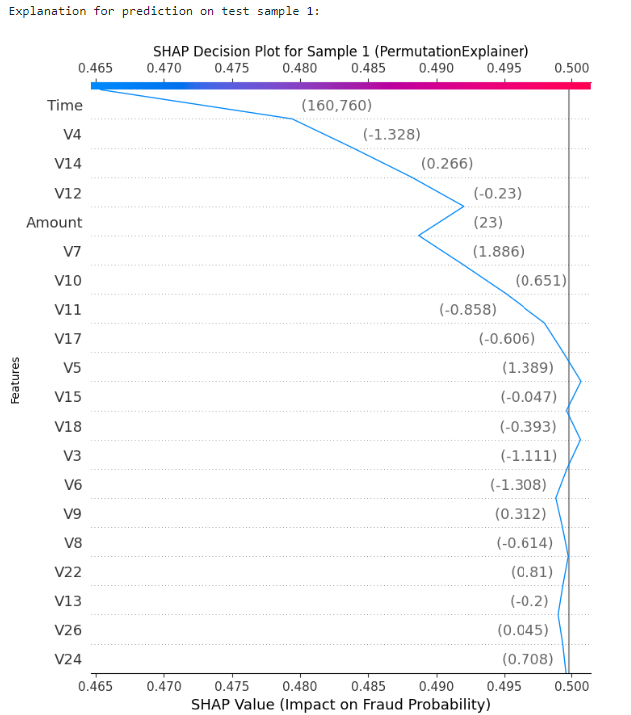 Explanation for prediction on test sample 1:
SHAP Decision Plot for Sample 1 (PermutationExplainer)
0.465 0.470 0.475 0.480 0.485 0.490 0.495 0.500
Time (160,760)
V4 (-1.328)
V14 (0.266)
V12 (-0.23)
Amount (23)
V7 (1.886)
V10 (0.651)
V11 (-0.858)
V17 (-0.606)
V5 (1.389)
V15 (-0.047)
V18 (-0.393)
V3 (-1.111)
V6 (-1.308)
V9 (0.312)
V8 (-0.614)
V22 (0.81)
V13 (-0.2)
V26 (0.045)
V24 (0.708)
Features
0.465 0.470 0.475 0.480 0.485 0.490 0.495 0.500
SHAP Value (Impact on Fraud Probability)